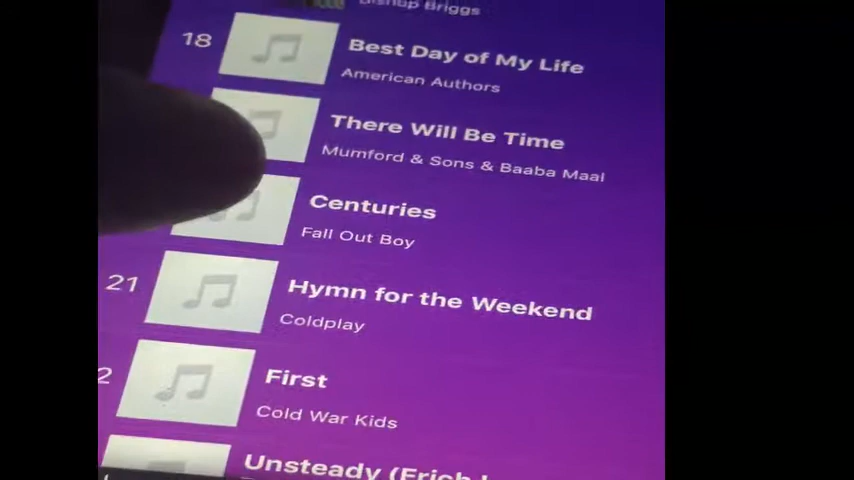 Bishop Briggs
18
Best Day of My Life
American Authors
There Will Be Time
Mumford & Sons & Baaba Maal
Centuries
Fall Out Boy
21
Hymn for the Weekend
Coldplay
2
First
Cold War Kids
Unsteady (Erich